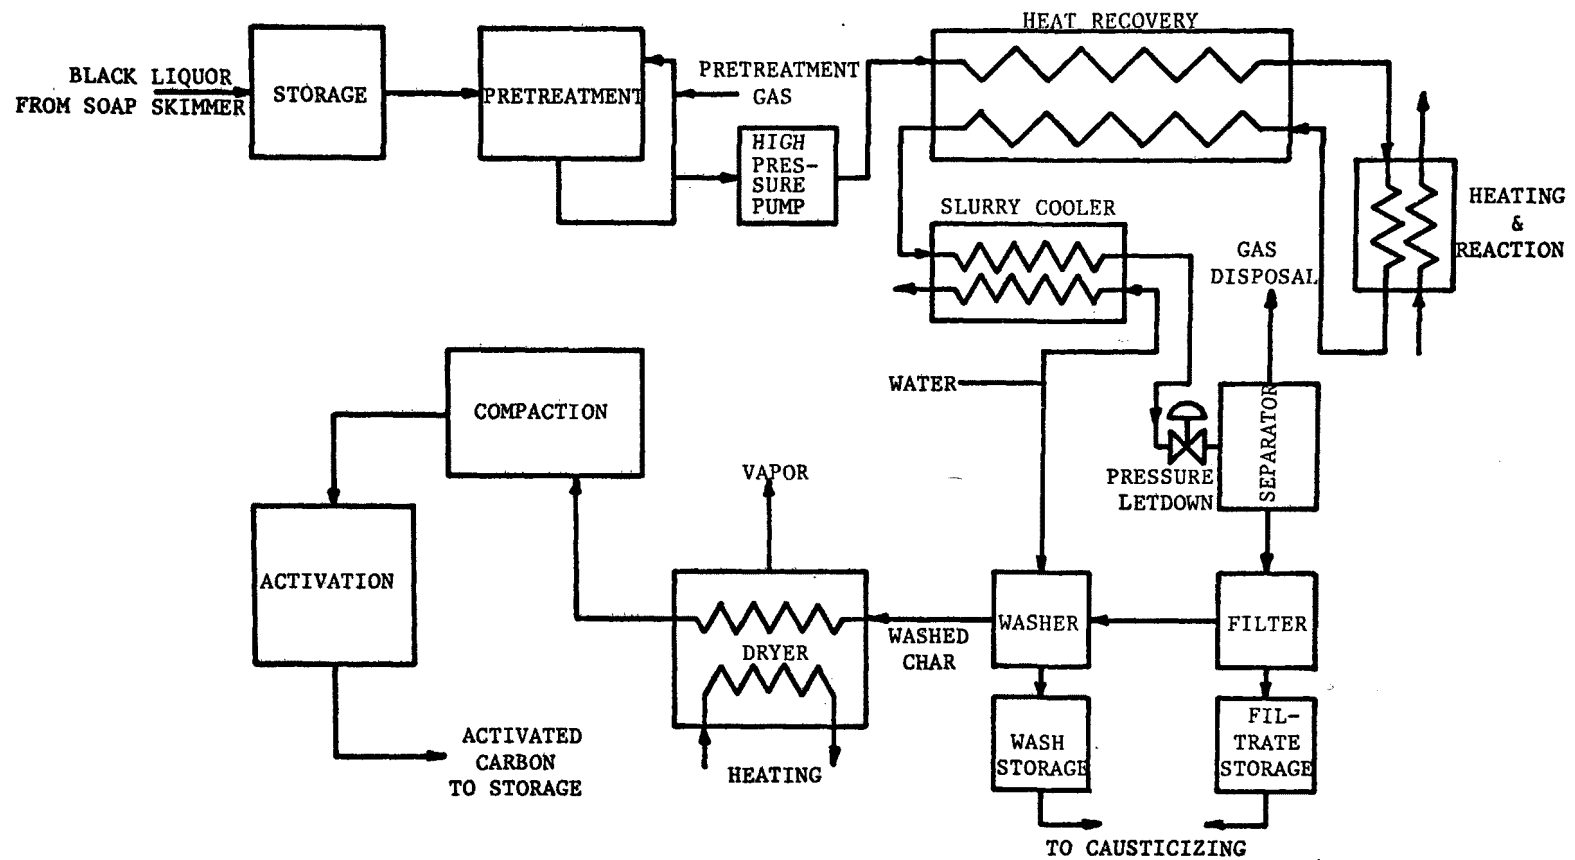 HEAT RECOVERY
BLACK LIQUOR
FROM SOAP SKIMMER
STORAGE
PRETREATMENT
PRETREATMENT
GAS
HIGH
PRES-
SURE
PUMP
HEATING
&
REACTION
SLURRY COOLER
GAS
DISPOSAL
WATER
SEPARATOR
PRESSURE
LETDOWN
COMPACTION
VAPOR
ACTIVATION
WASHER
FILTER
WASHED
CHAR
DRYER
HEATING
WASH
STORAGE
FIL-
TRATE
STORAGE
ACTIVATED
CARBON
TO STORAGE
TO CAUSTICIZING